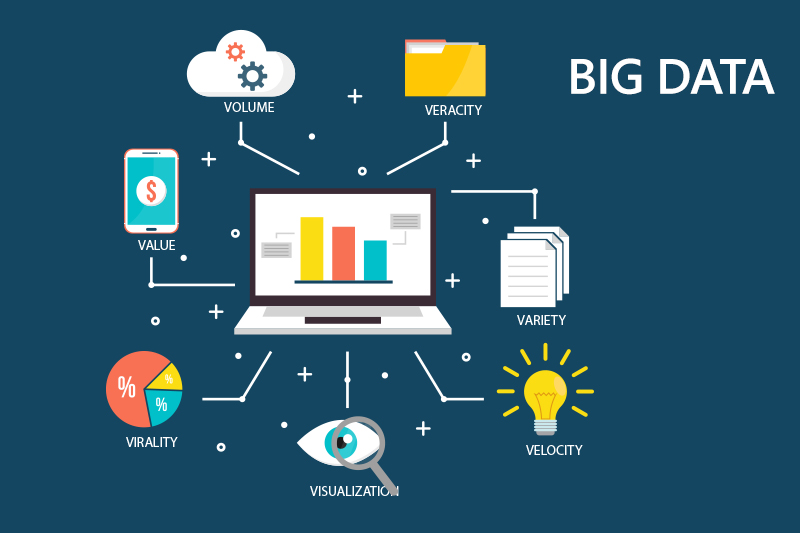 BIG DATA
VOLUME
VERACITY
$
VALUE
VARIETY
%
%
%
VIRALITY
VELOCITY
VISUALIZATION